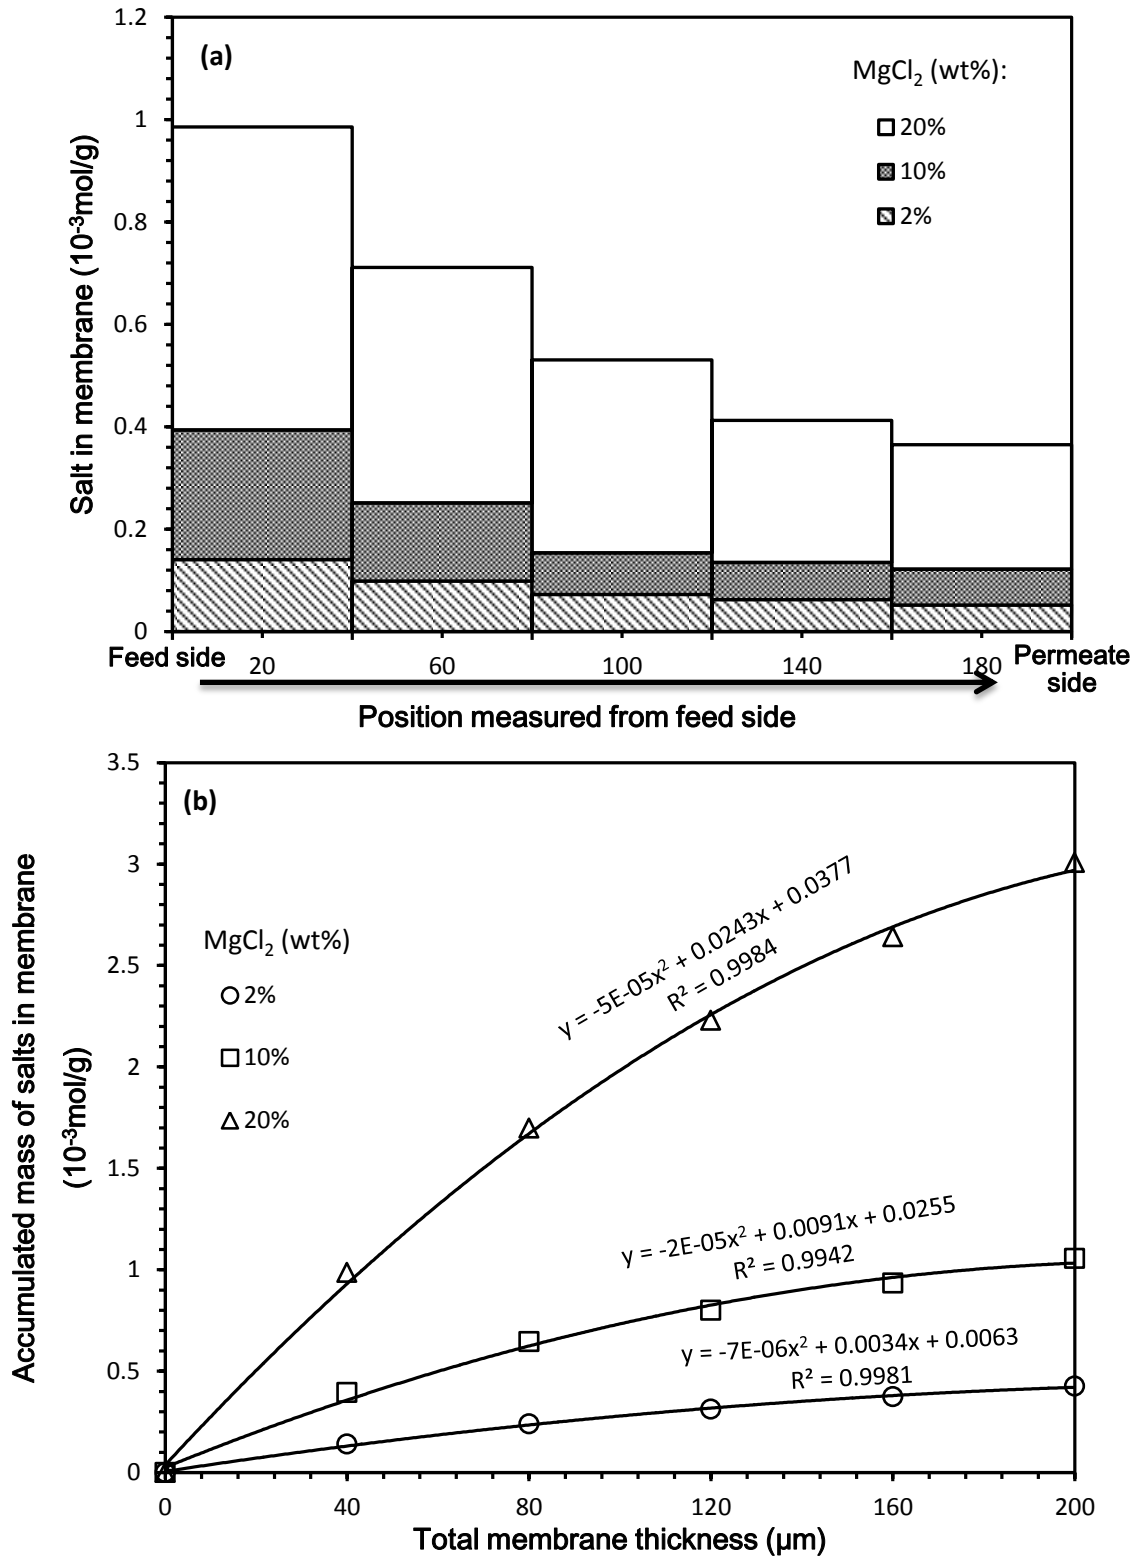 1.2
(a)
MgCl₂ (wt%):
1
20%
10%
0.8
2%
0.6
0.4
0.2
0
Salt in membrane (10⁻³mol/g)
Feed side
20
60
100
140
180
Permeate
side
Position measured from feed side
3.5
(b)
3
2.5
2
1.5
1
0.5
0
Accumulated mass of salts in membrane
(10⁻³mol/g)
MgCl₂ (wt%)
2%
10%
20%
y = -5E-05x² + 0.0243x + 0.0377
R² = 0.9984
y = -2E-05x² + 0.0091x + 0.0255
R² = 0.9942
y = -7E-06x² + 0.0034x + 0.0063
R² = 0.9981
0
40
80
120
160
200
Total membrane thickness (µm)